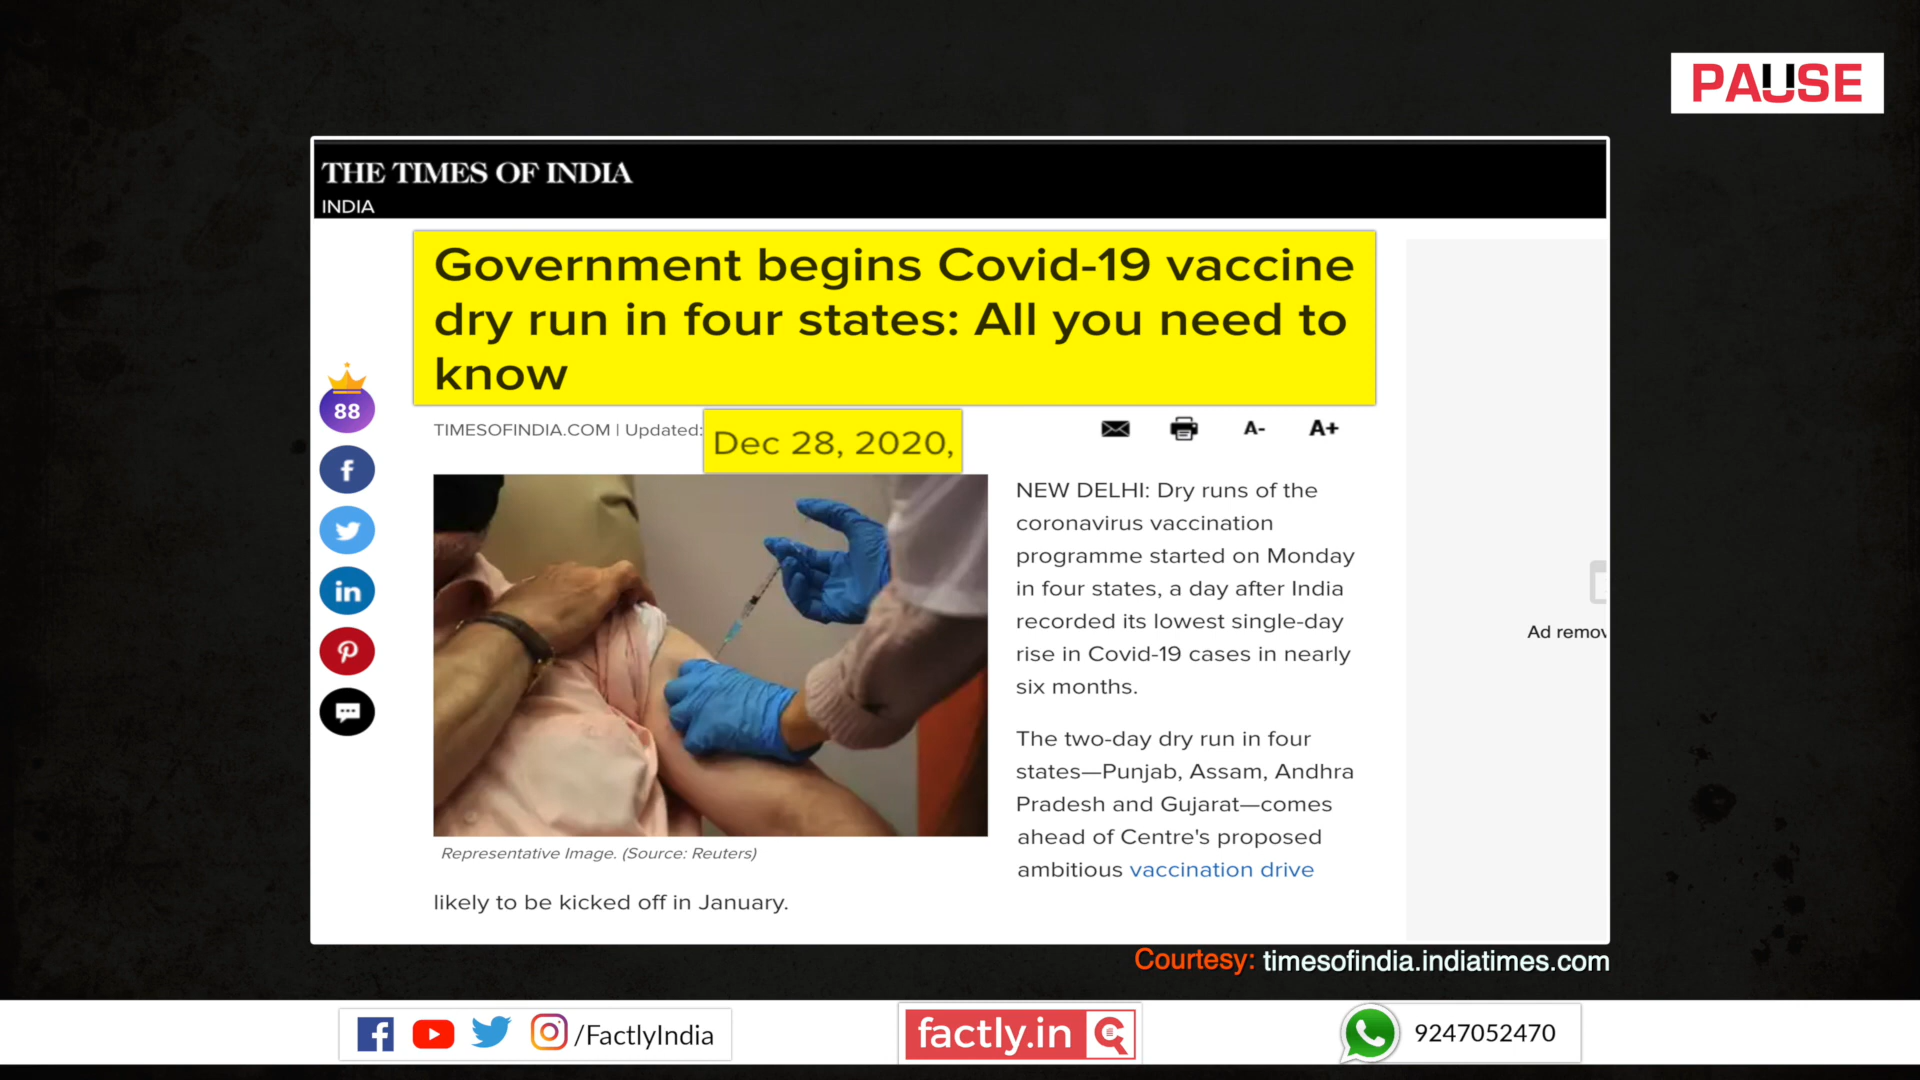 PAUSE
THE TIMES OF INDIA
INDIA
Government begins Covid-19 vaccine
dry run in four states: All you need to
know
88
TIMESOFINDIA.COM | Updated:
Dec 28, 2020,
A- A+
NEW DELHI: Dry runs of the
coronavirus vaccination
programme started on Monday
in four states, a day after India
recorded its lowest single-day
rise in Covid-19 cases in nearly
six months.
The two-day dry run in four
states—Punjab, Assam, Andhra
Pradesh and Gujarat—comes
ahead of Centre's proposed
ambitious vaccination drive
likely to be kicked off in January.
Representative Image. (Source: Reuters)
Ad remov
Courtesy: timesofindia.indiatimes.com
/FactlyIndia
factly.in
9247052470